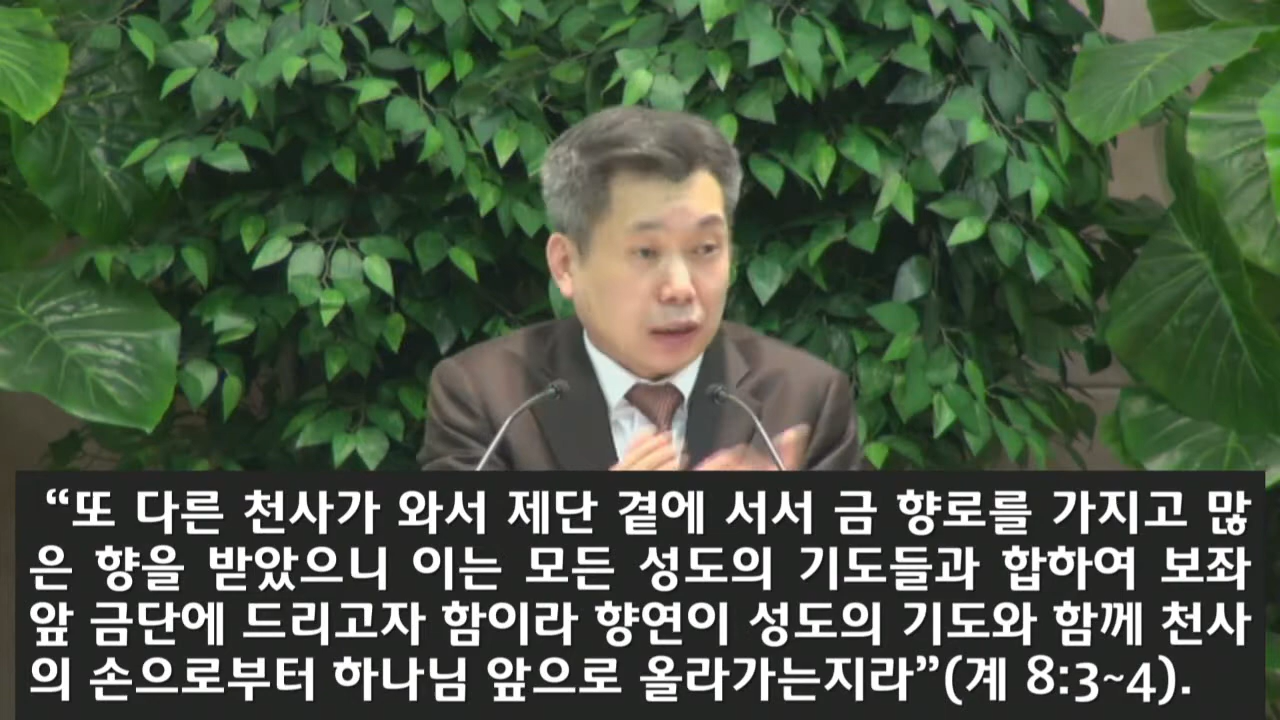 “또 다른 천사가 와서 제단 곁에 서서 금 향로를 가지고 많
은 향을 받았으니 이는 모든 성도의 기도들과 합하여 보좌
앞 금단에 드리고자 함이라 향연이 성도의 기도와 함께 천사
의 손으로부터 하나님 앞으로 올라가는지라”(계 8:3~4).